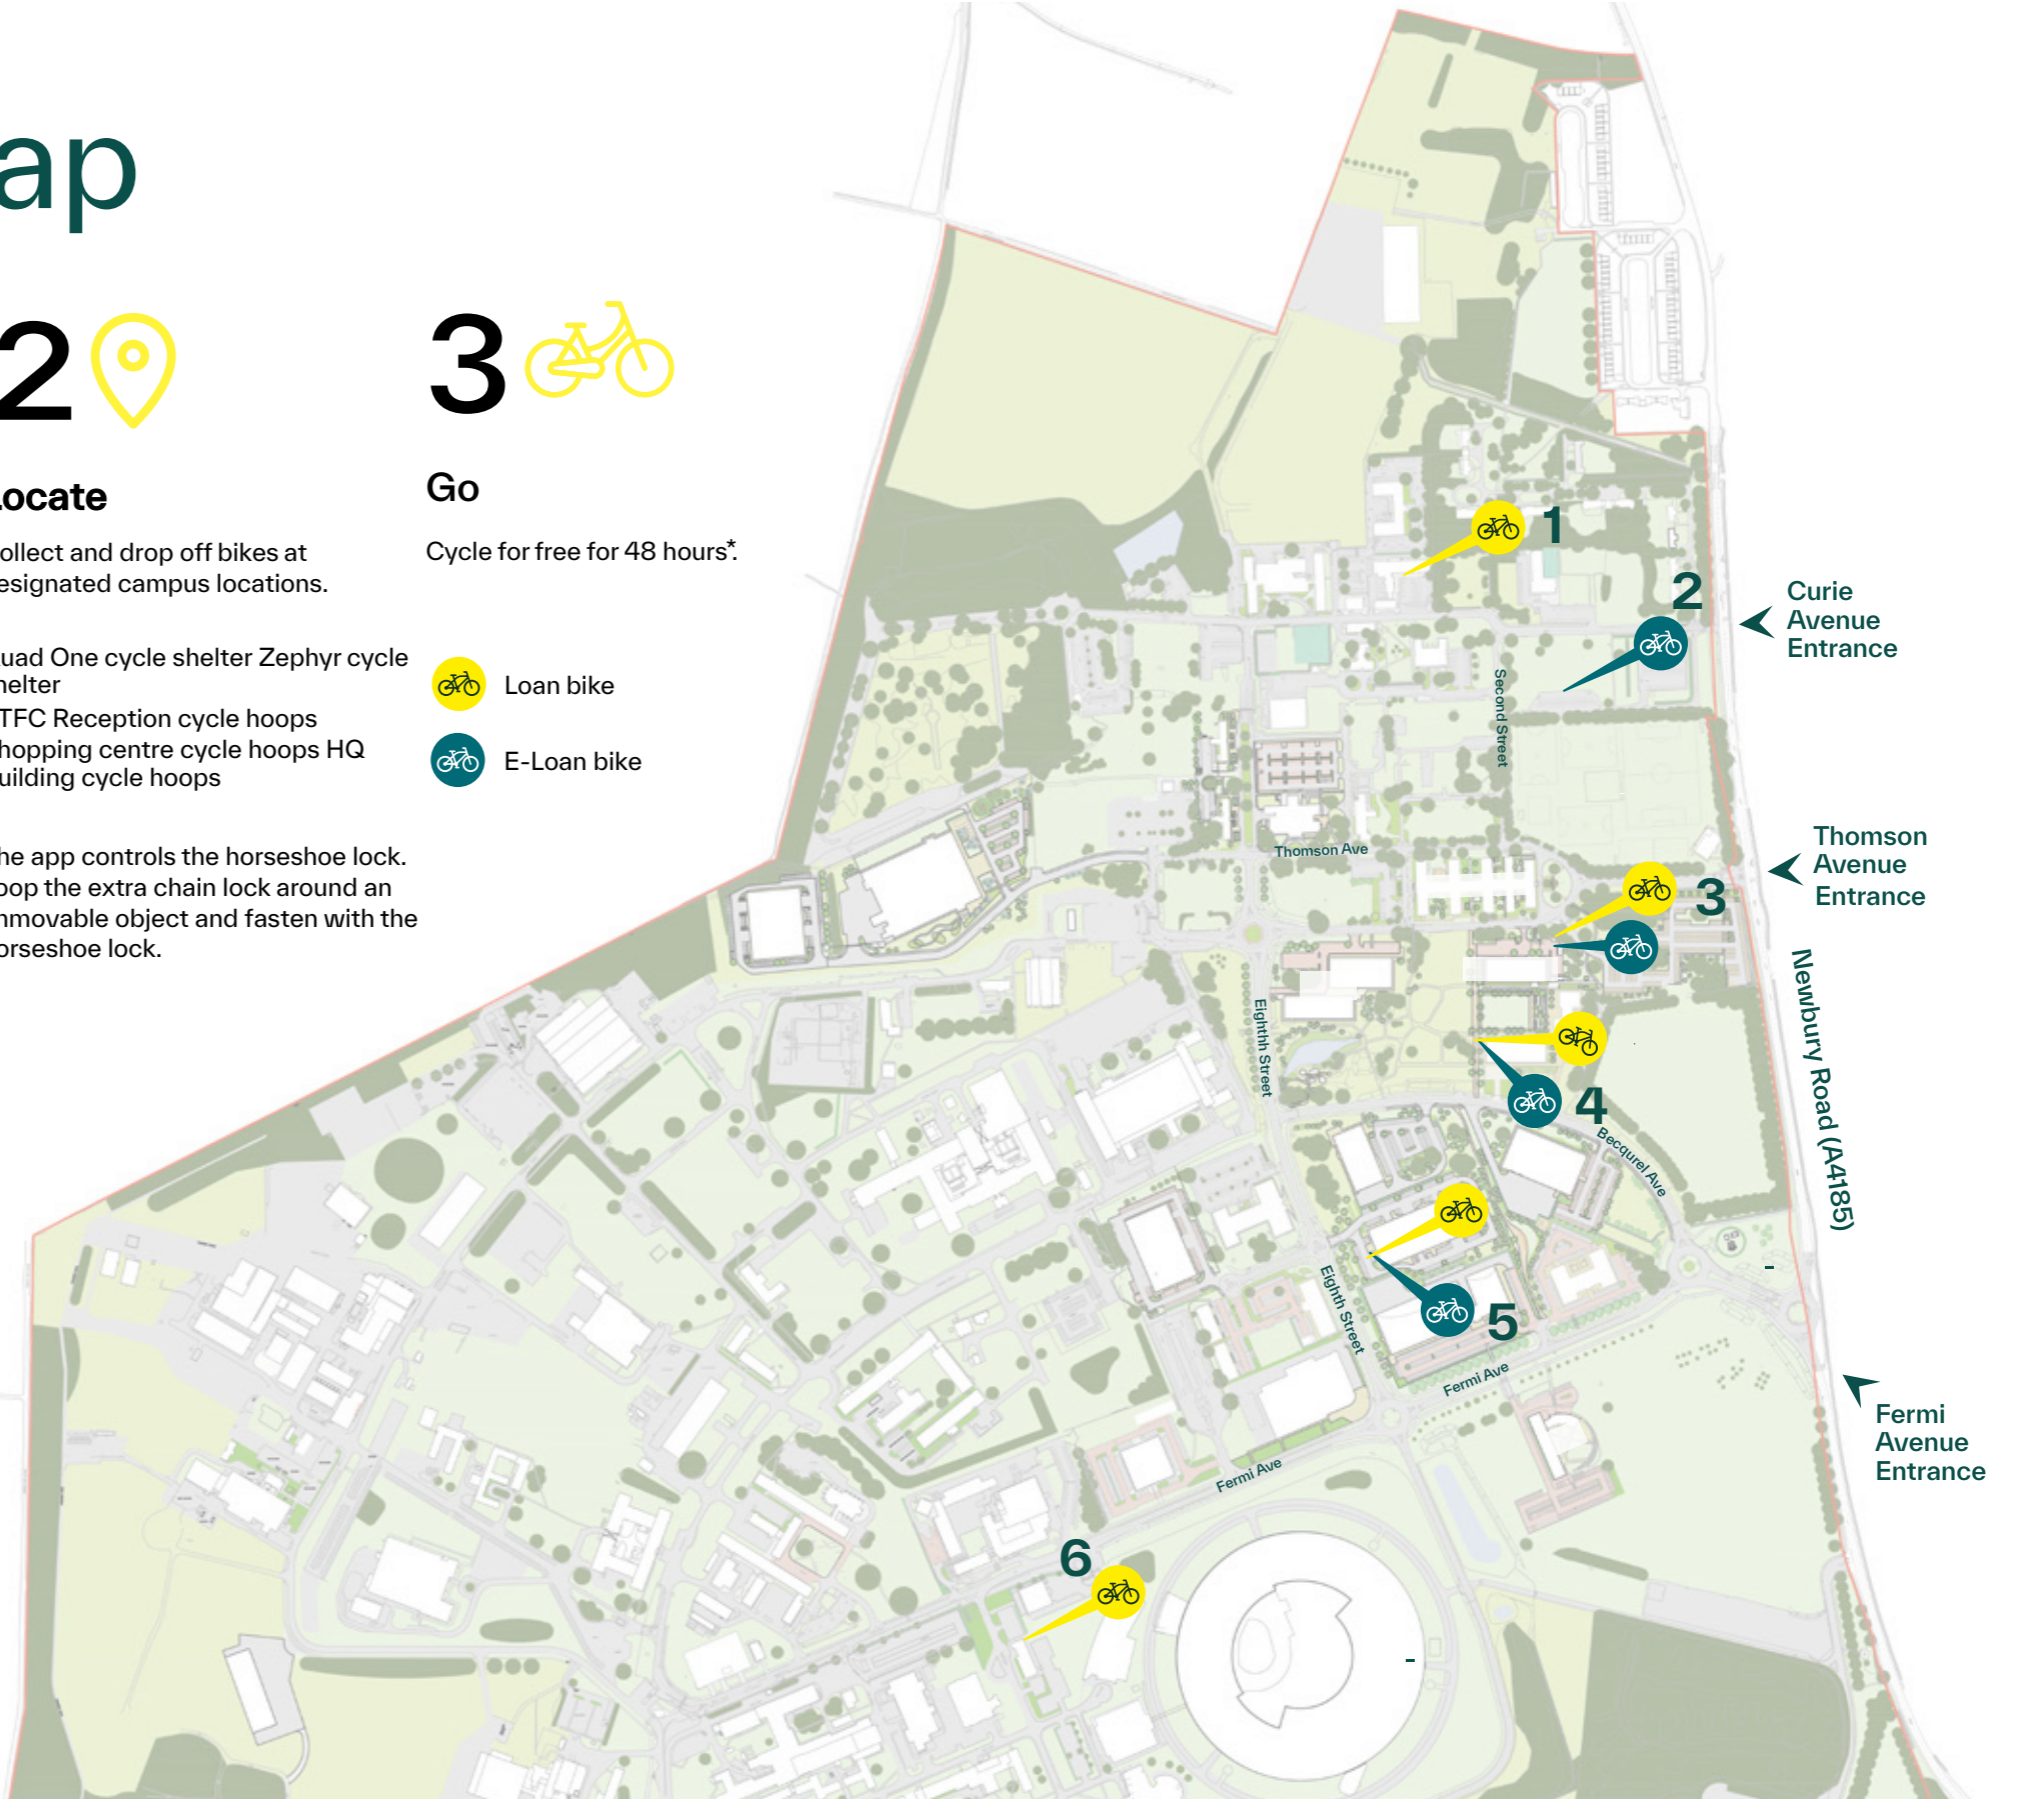 ap
2
3
ocate
Go
ollect and drop off bikes at
esignated campus locations.
Cycle for free for 48 hours*.
uad One cycle shelter Zephyr cycle
helter
TFC Reception cycle hoops
hopping centre cycle hoops HQ
uilding cycle hoops
Loan bike
E-Loan bike
he app controls the horseshoe lock.
oop the extra chain lock around an
nmovable object and fasten with the
orseshoe lock.
1
2
Curie
Avenue
Entrance
Second Street
Thomson Ave
Thomson
Avenue
Entrance
3
Newbury Road (A4185)
Eighthh Street
4
Becqurel Ave
Eighth Street
5
Fermi Ave
Fermi
Avenue
Entrance
Fermi Ave
6